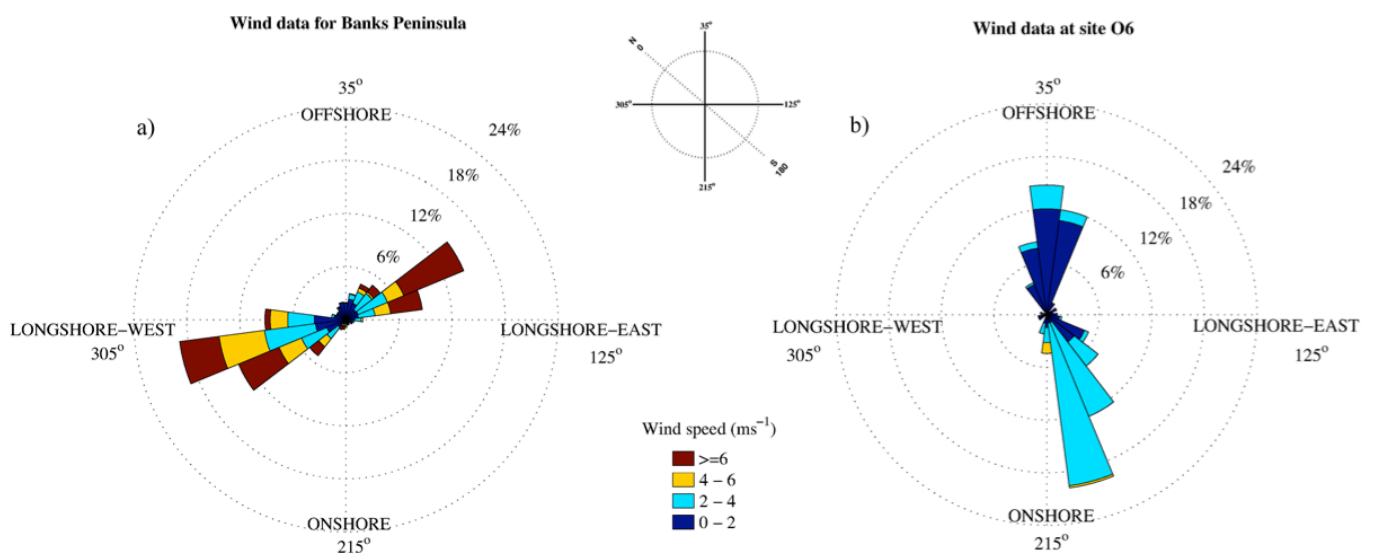 Wind data for Banks Peninsula
35°
OFFSHORE
a)
24%
18%
12%
6%
LONGSHORE−WEST
305°
LONGSHORE−EAST
125°
ONSHORE
215°
35°
N
0
305°
125°
S
180
215°
Wind speed (ms⁻¹)
>=6
4 − 6
2 − 4
0 − 2
Wind data at site O6
35°
OFFSHORE
b)
24%
18%
12%
6%
LONGSHORE−WEST
305°
LONGSHORE−EAST
125°
ONSHORE
215°